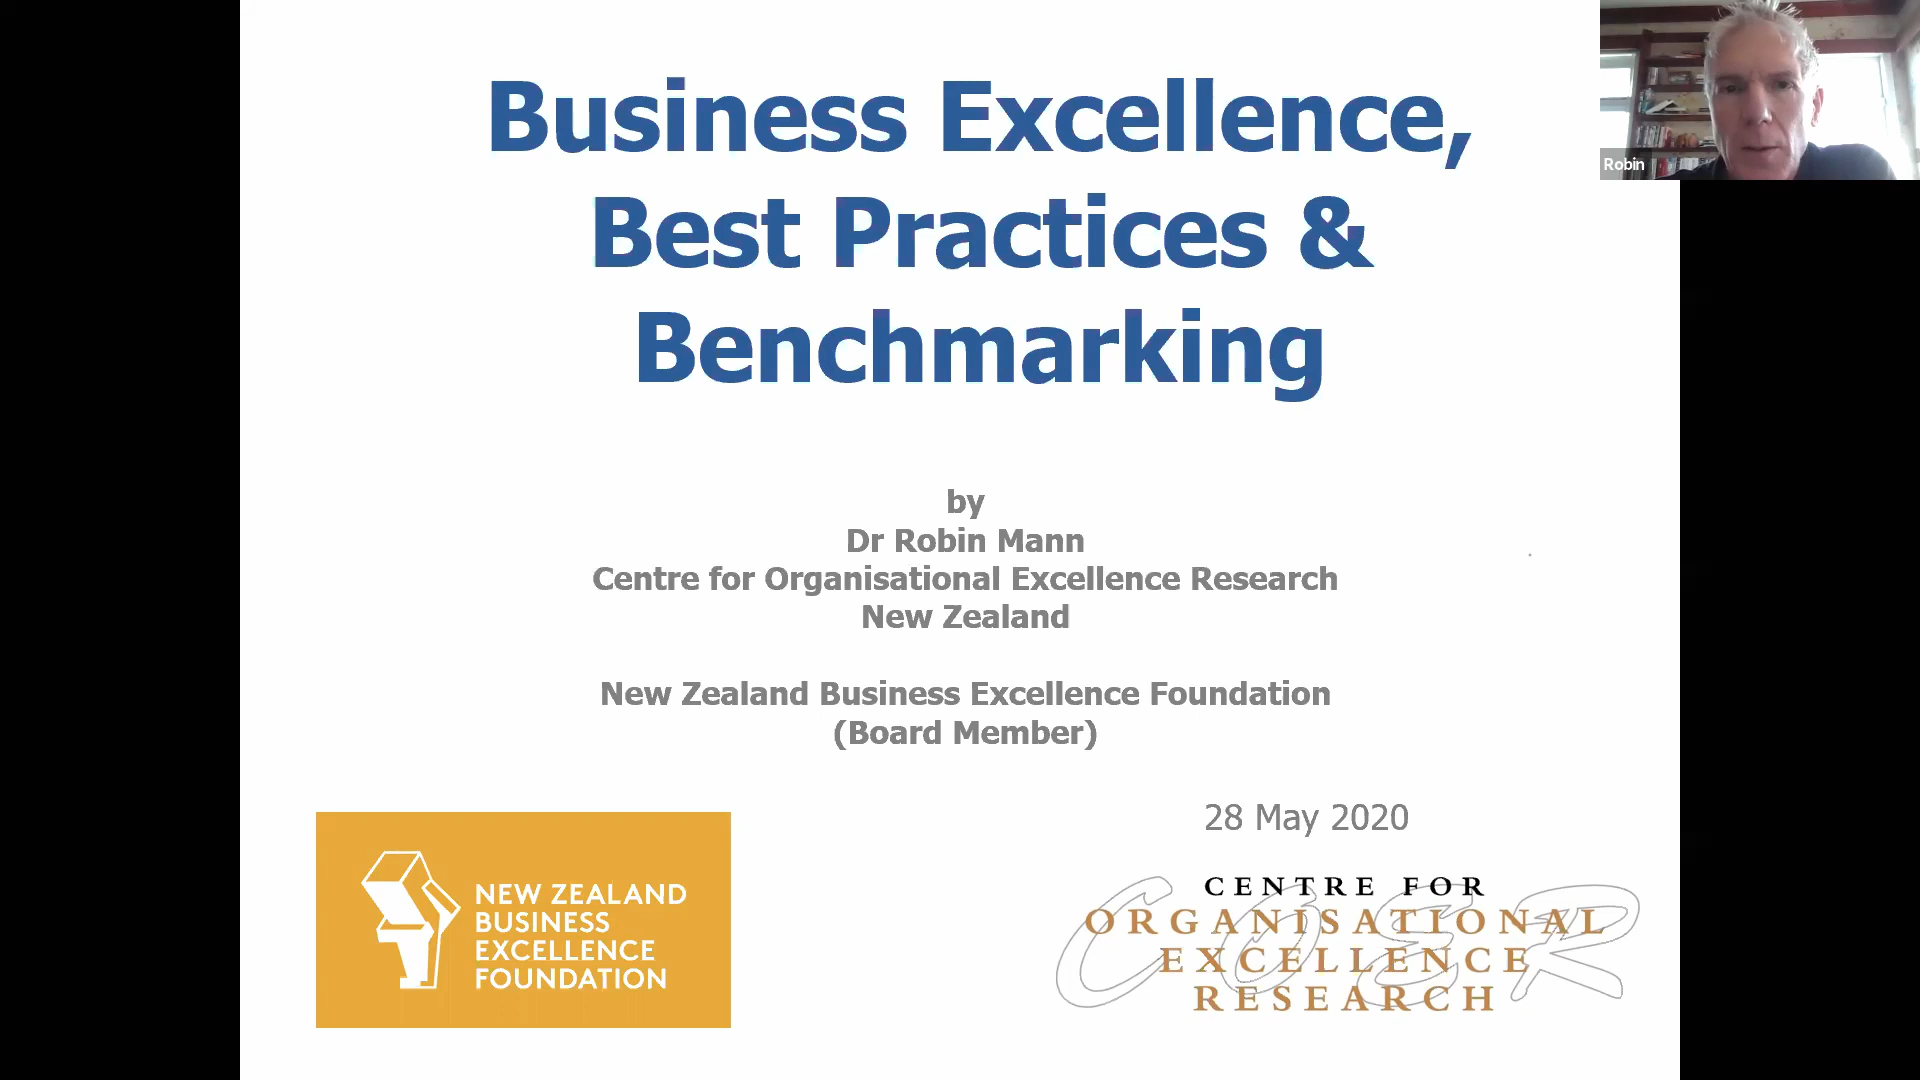 Business Excellence,
Best Practices &
Benchmarking
Robin
by
Dr Robin Mann
Centre for Organisational Excellence Research
New Zealand
New Zealand Business Excellence Foundation
(Board Member)
28 May 2020
NEW ZEALAND
BUSINESS
EXCELLENCE
FOUNDATION
COER
CENTRE FOR
ORGANISATIONAL
EXCELLENCE
RESEARCH